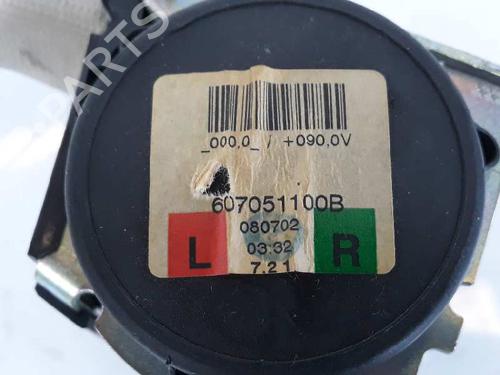 PARTS
_000,0_ / +090,0V
607051100B
080702
03:32
7.21
L R